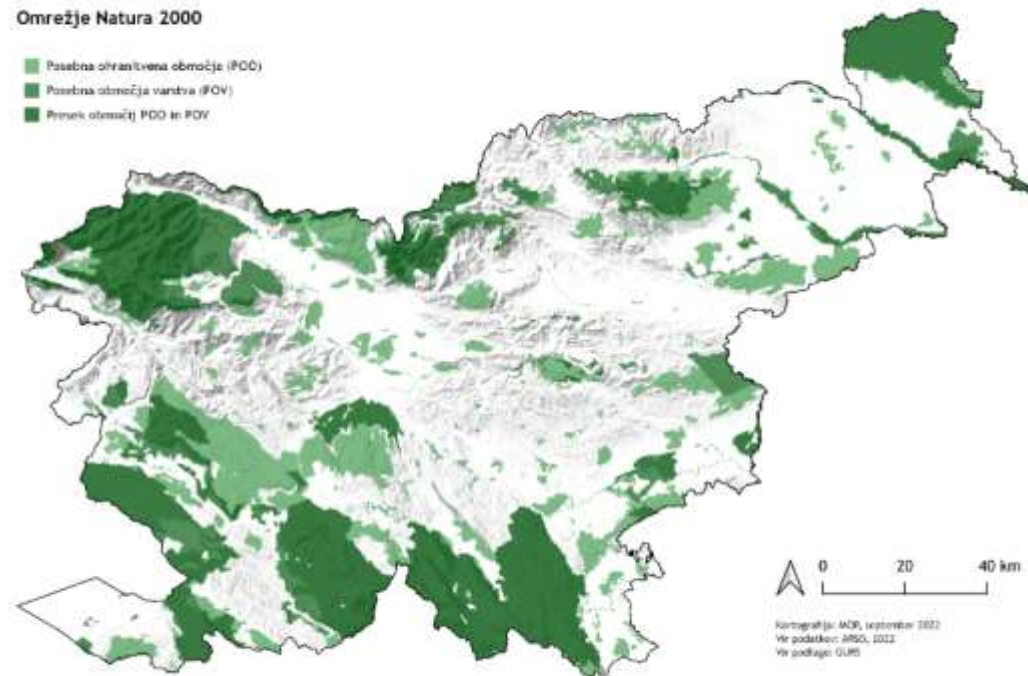 Omrežje Natura 2000
Posebna ohranitvena območja (POO)
Posebna območja varstva (POV)
Presek območij POO in POV
0 20 40 km
Kartografija: MOP, september 2022
Vir podatkov: ARSO, 2022
Vir podlage: GURS